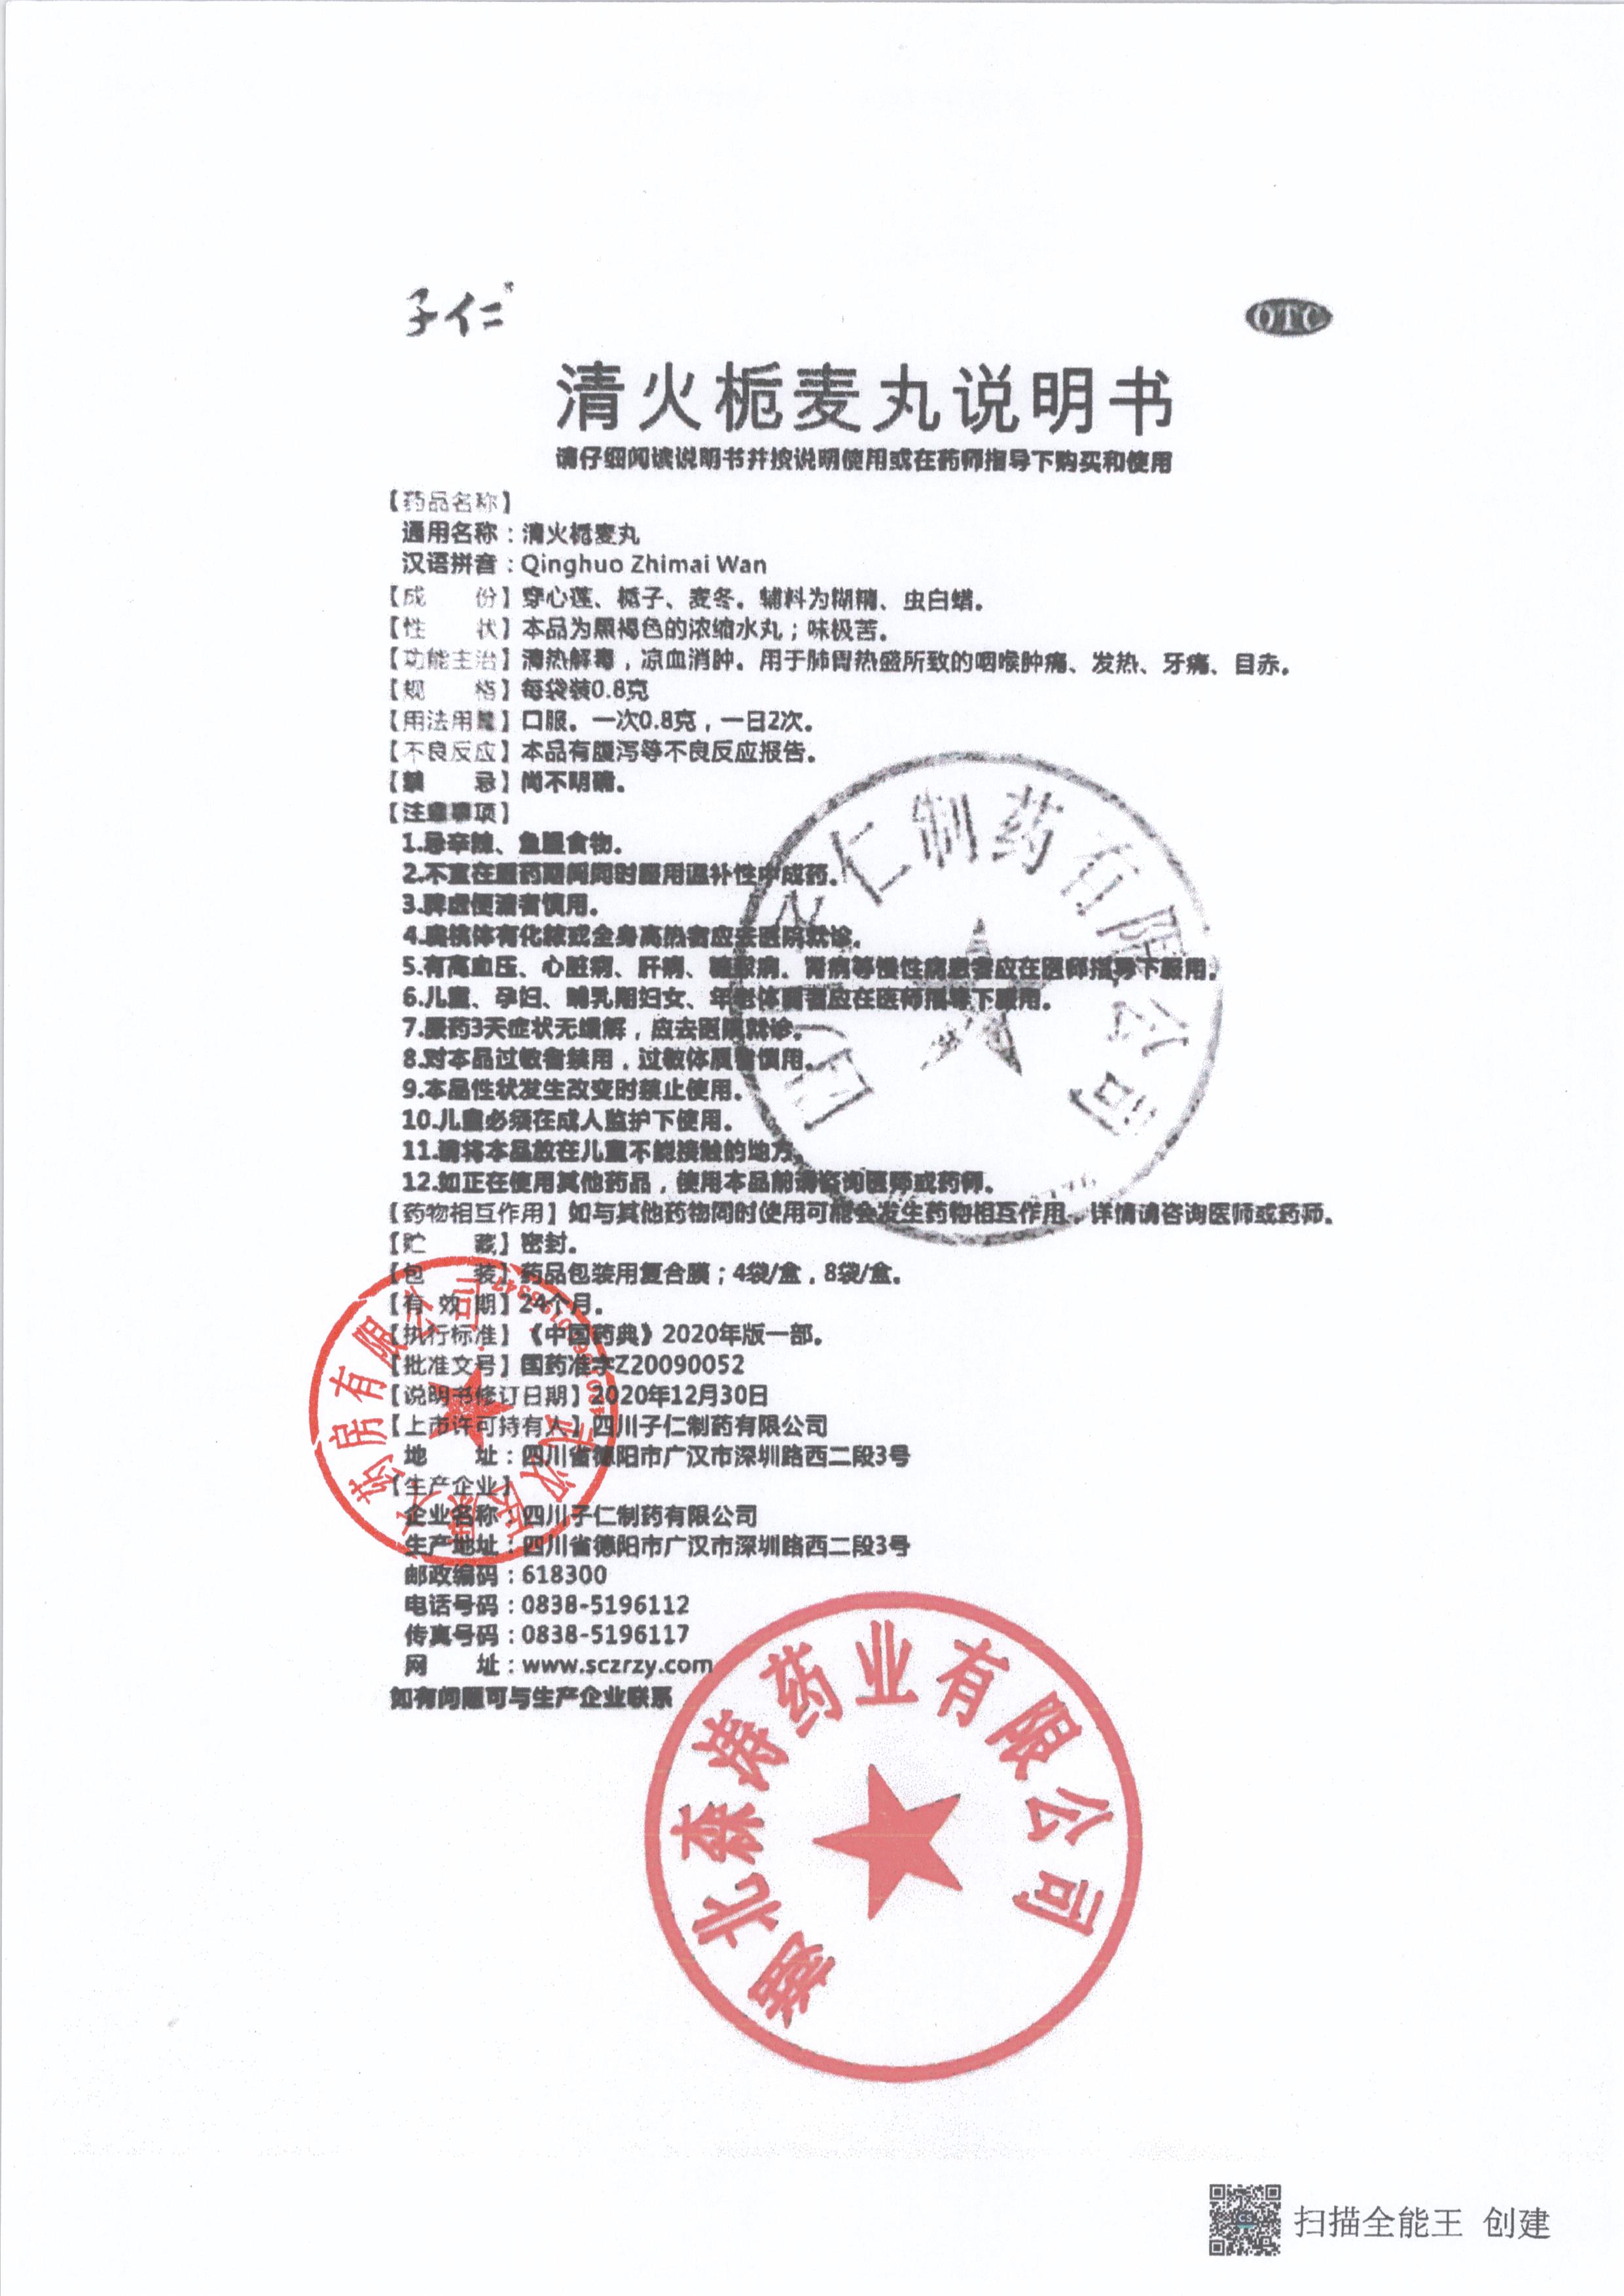 子仁
OTC
清火栀麦丸说明书
请仔细阅读说明书并按说明使用或在药师指导下购买和使用
【药品名称】
通用名称：清火栀麦丸
汉语拼音：Qinghuo Zhimai Wan
【成 份】穿心莲、栀子、麦冬。辅料为糊精、虫白蜡。
【性 状】本品为黑褐色的浓缩水丸；味极苦。
【功能主治】清热解毒，凉血消肿。用于肺胃热盛所致的咽喉肿痛、发热、牙痛、目赤。
【规 格】每袋装0.8克
【用法用量】口服。一次0.8克，一日2次。
【不良反应】本品有腹泻等不良反应报告。
【禁 忌】尚不明确。
【注意事项】
1.忌辛辣、鱼腥食物。
2.不宜在服药期间同时服用温补性中成药。
3.脾虚便溏者慎用。
4.扁桃体有化脓或全身高热者应去医院就诊。
5.有高血压、心脏病、肝病、糖尿病、肾病等慢性病患者应在医师指导下服用。
6.儿童、孕妇、哺乳期妇女、年老体弱者应在医师指导下服用。
7.服药3天症状无缓解，应去医院就诊。
8.对本品过敏者禁用，过敏体质者慎用。
9.本品性状发生改变时禁止使用。
10.儿童必须在成人监护下使用。
11.请将本品放在儿童不能接触的地方。
12.如正在使用其他药品，使用本品前请咨询医师或药师。
【药物相互作用】如与其他药物同时使用可能会发生药物相互作用，详情请咨询医师或药师。
【贮 藏】密封。
【包 装】药品包装用复合膜；4袋/盒，8袋/盒。
【有 效 期】24个月。
【执行标准】《中国药典》2020年版一部。
【批准文号】国药准字Z20090052
【说明书修订日期】2020年12月30日
【上市许可持有人】四川子仁制药有限公司
地 址：四川省德阳市广汉市深圳路西二段3号
【生产企业】
企业名称：四川子仁制药有限公司
生产地址：四川省德阳市广汉市深圳路西二段3号
邮政编码：618300
电话号码：0838-5196112
传真号码：0838-5196117
网 址：www.sczrzy.com
如有问题可与生产企业联系
四川子仁制药有限公司
大药房有限公司
湖北森涛药业有限公司
扫描全能王 创建